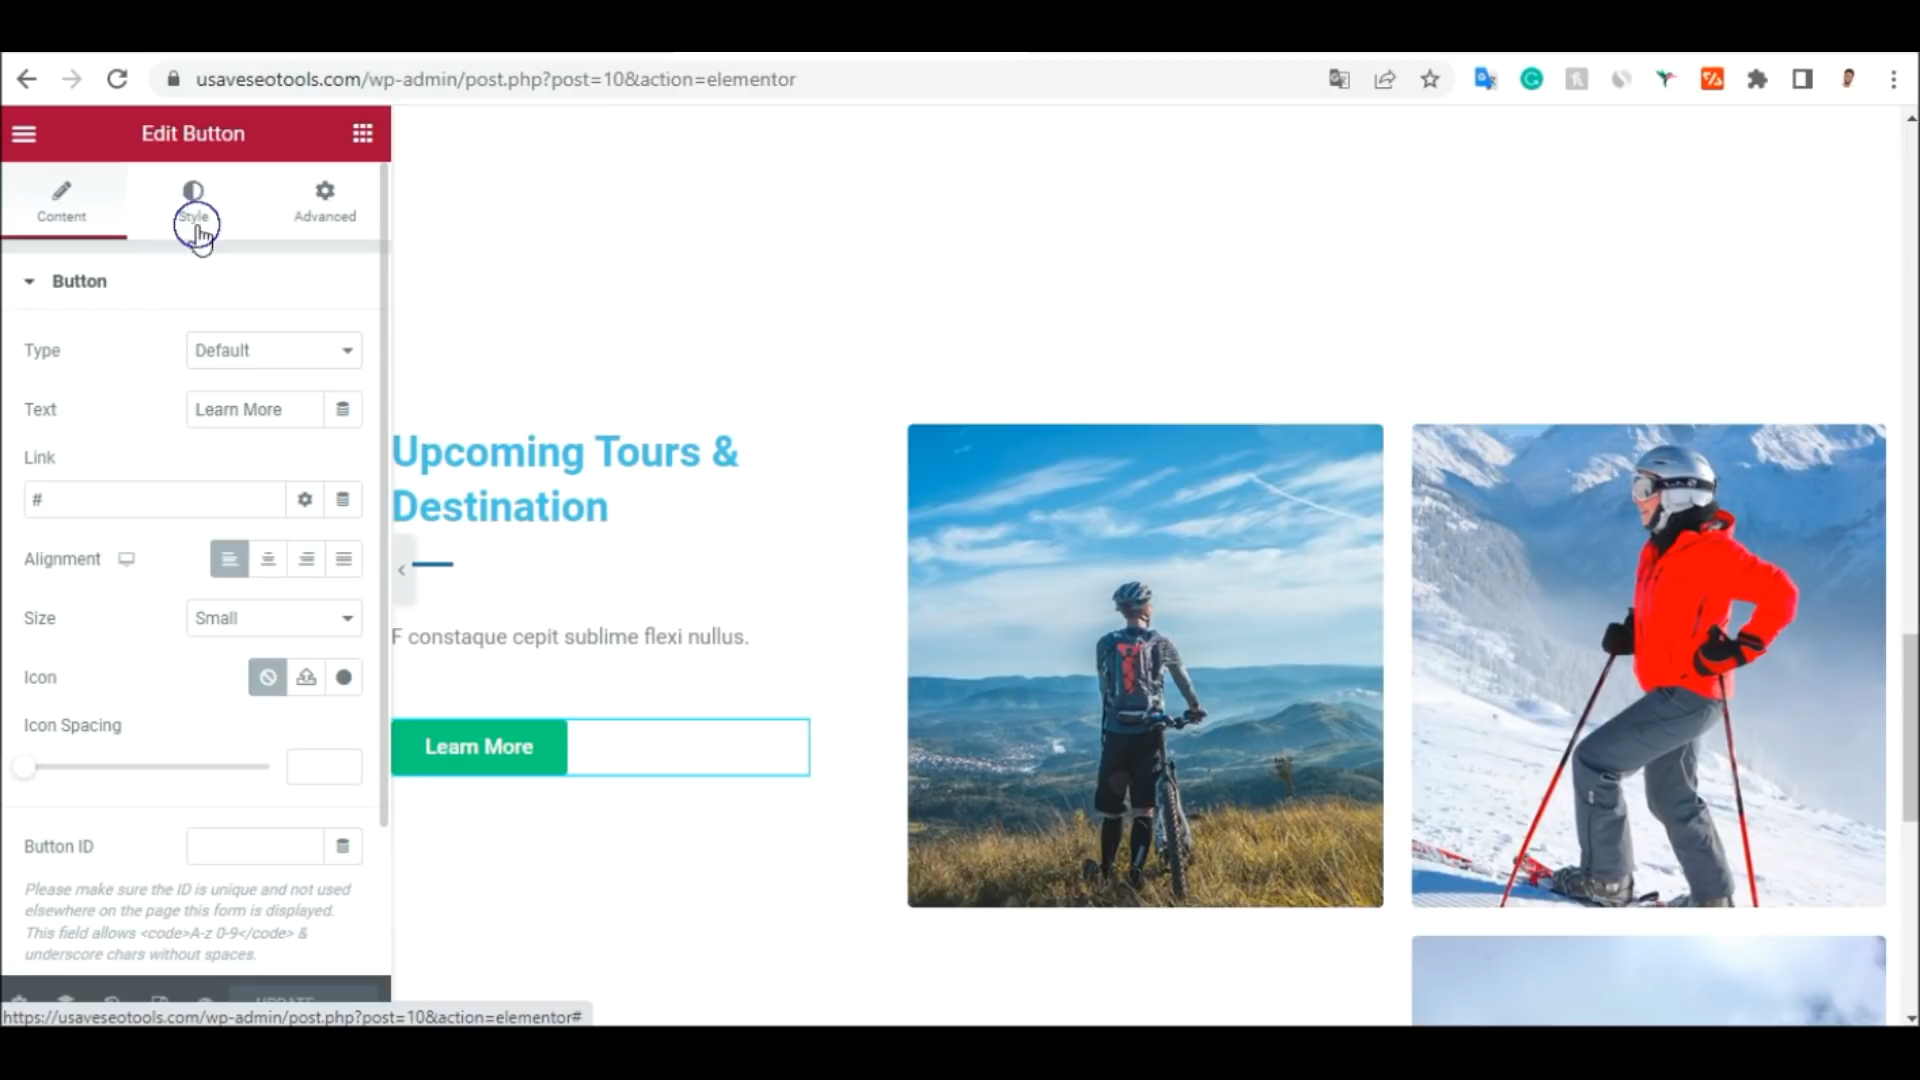 usaveseotools.com/wp-admin/post.php?post=10&action=elementor
Edit Button
Content
Style
Advanced
Button
Type
Default
Text
Learn More
Link
#
Alignment
Size
Small
Icon
Icon Spacing
Button ID
Please make sure the ID is unique and not used
elsewhere on the page this form is displayed.
This field allows <code>A-z 0-9</code> &
underscore chars without spaces.
UPDATE
https://usaveseotools.com/wp-admin/post.php?post=10&action=elementor#
Upcoming Tours &
Destination
F constaque cepit sublime flexi nullus.
Learn More